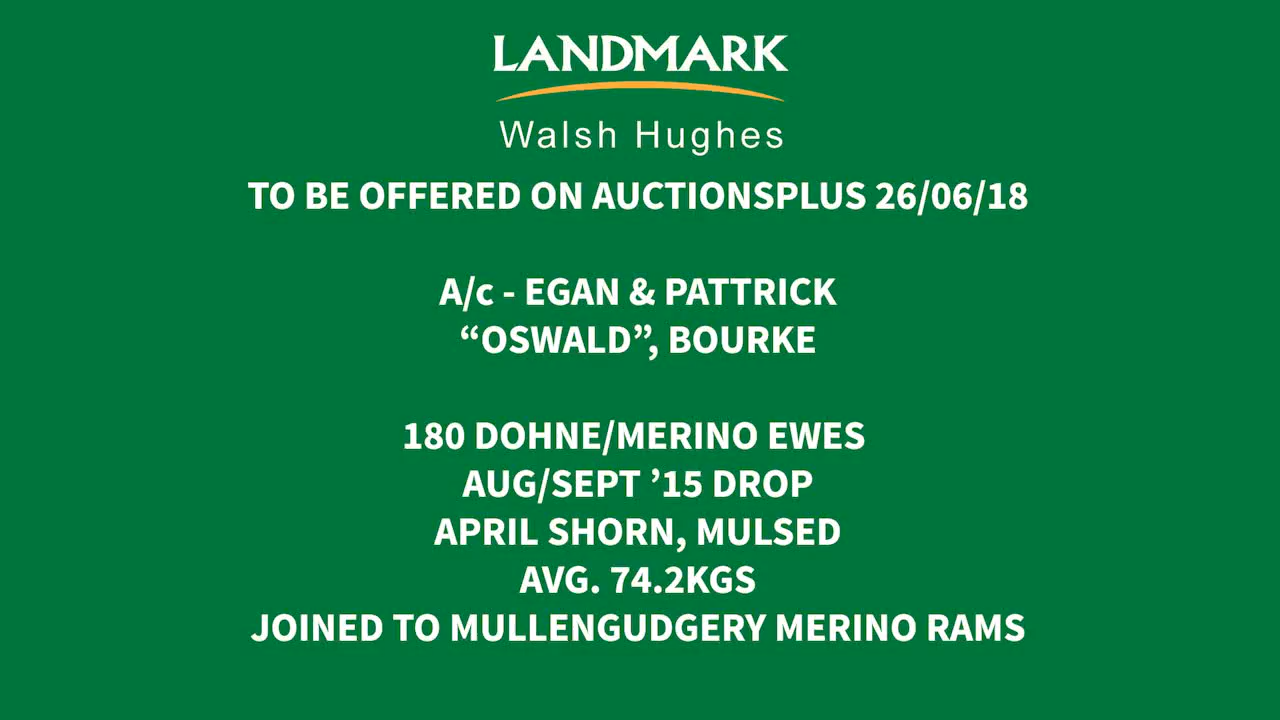 LANDMARK
Walsh Hughes
TO BE OFFERED ON AUCTIONSPLUS 26/06/18
A/c - EGAN & PATTRICK
“OSWALD”, BOURKE
180 DOHNE/MERINO EWES
AUG/SEPT ’15 DROP
APRIL SHORN, MULSED
AVG. 74.2KGS
JOINED TO MULLENGUDGERY MERINO RAMS